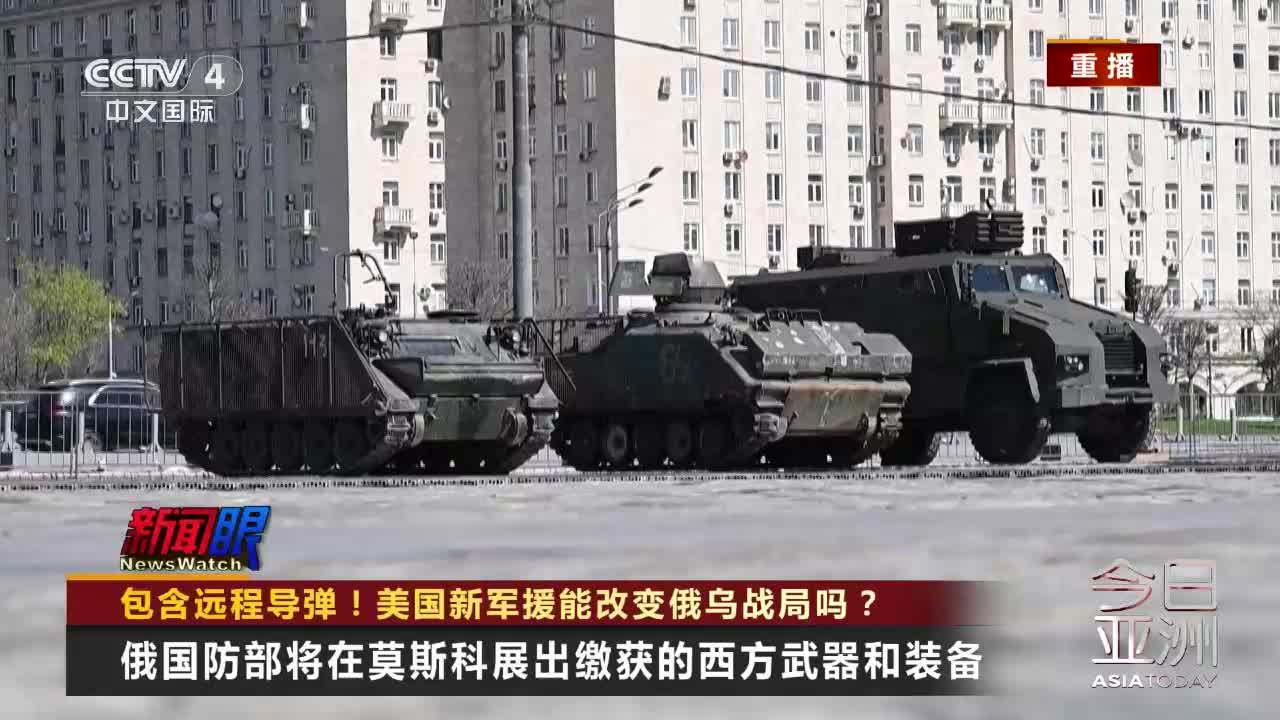 CCTV 4
中文国际
重播
113
新闻眼
NewsWatch
包含远程导弹！美国新军援能改变俄乌战局吗？
俄国防部将在莫斯科展出缴获的西方武器和装备
今日
亚洲
ASIA TODAY